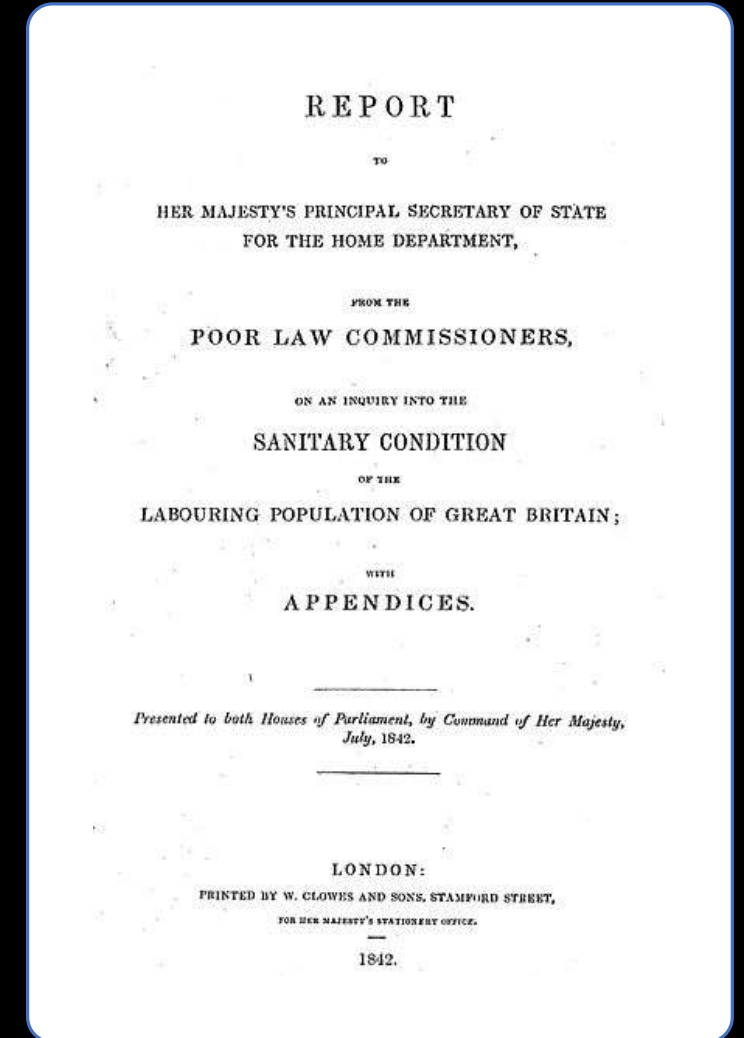 REPORT
TO
HER MAJESTY'S PRINCIPAL SECRETARY OF STATE
FOR THE HOME DEPARTMENT,
FROM THE
POOR LAW COMMISSIONERS,
ON AN INQUIRY INTO THE
SANITARY CONDITION
OF THE
LABOURING POPULATION OF GREAT BRITAIN;
WITH
APPENDICES.
Presented to both Houses of Parliament, by Command of Her Majesty,
July, 1842.
LONDON:
PRINTED BY W. CLOWES AND SONS, STAMFORD STREET,
FOR HER MAJESTY'S STATIONERY OFFICE.
1842.